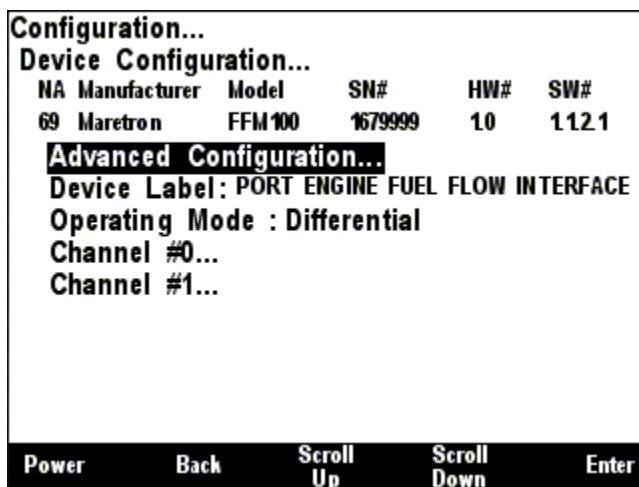 Configuration...
Device Configuration...
NA Manufacturer Model SN# HW# SW#
69 Maretron FFM100 1679999 1.0 1.1.2.1
Advanced Configuration...
Device Label: PORT ENGINE FUEL FLOW INTERFACE
Operating Mode : Differential
Channel #0...
Channel #1...
Power Back Scroll Up Scroll Down Enter